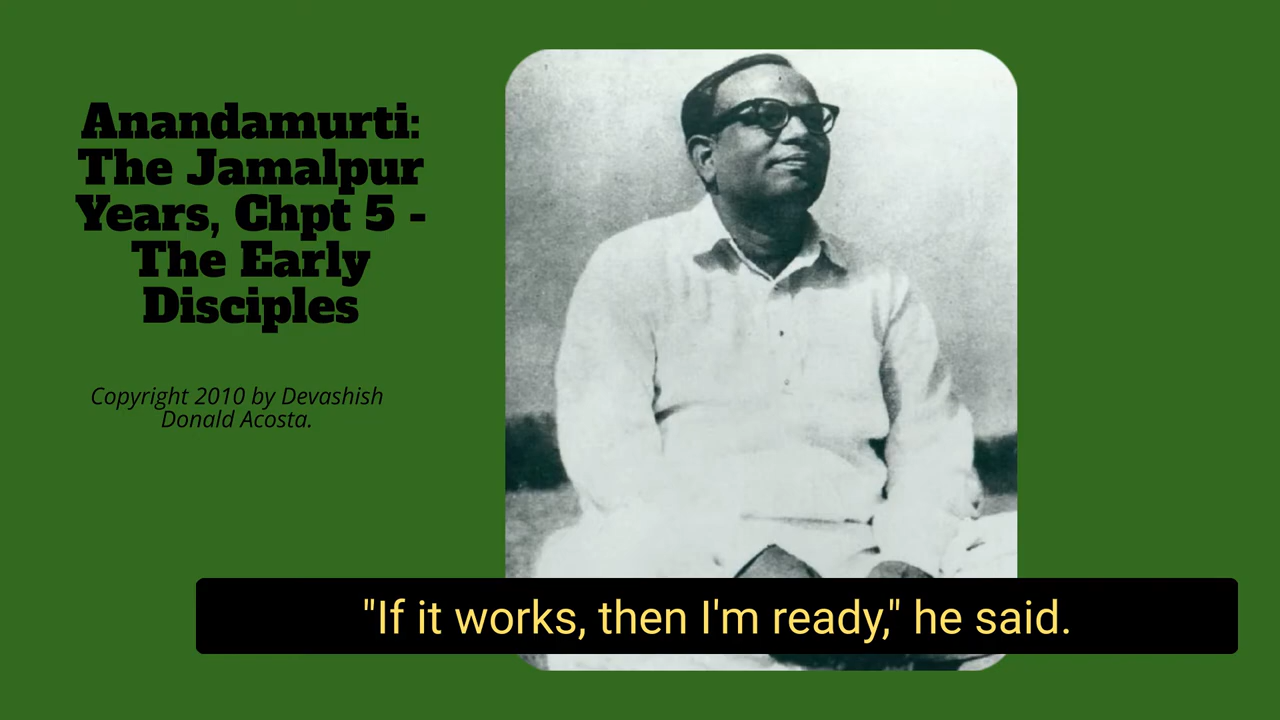 Anandamurti:
The Jamalpur
Years, Chpt 5 -
The Early
Disciples
Copyright 2010 by Devashish
Donald Acosta.
"If it works, then I'm ready," he said.